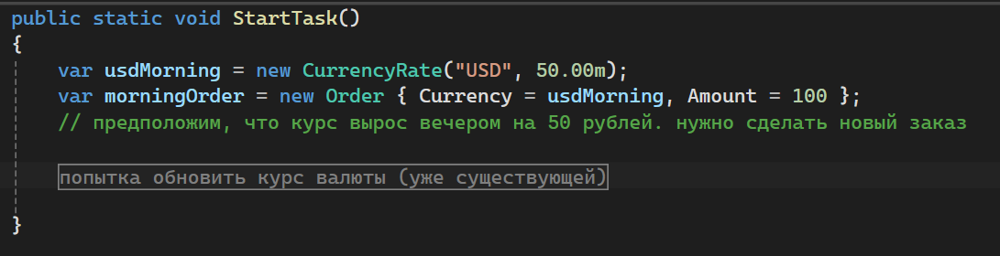 public static void StartTask()
{
var usdMorning = new CurrencyRate("USD", 50.00m);
var morningOrder = new Order { Currency = usdMorning, Amount = 100 };
// предположим, что курс вырос вечером на 50 рублей. нужно сделать новый заказ
попытка обновить курс валюты (уже существующей)
}